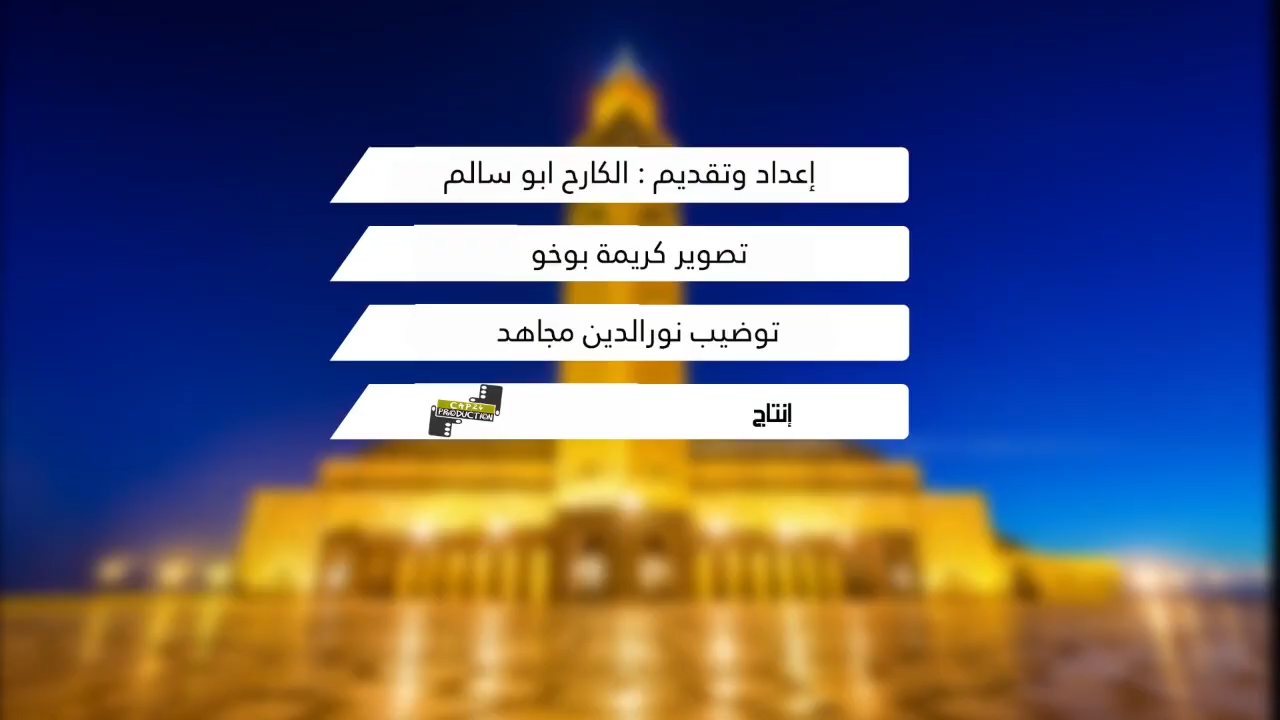 إعداد وتقديم : الكارح ابو سالم
تصوير كريمة بوخو
توضيب نورالدين مجاهد
إنتاج
CAP24
PRODUCTION